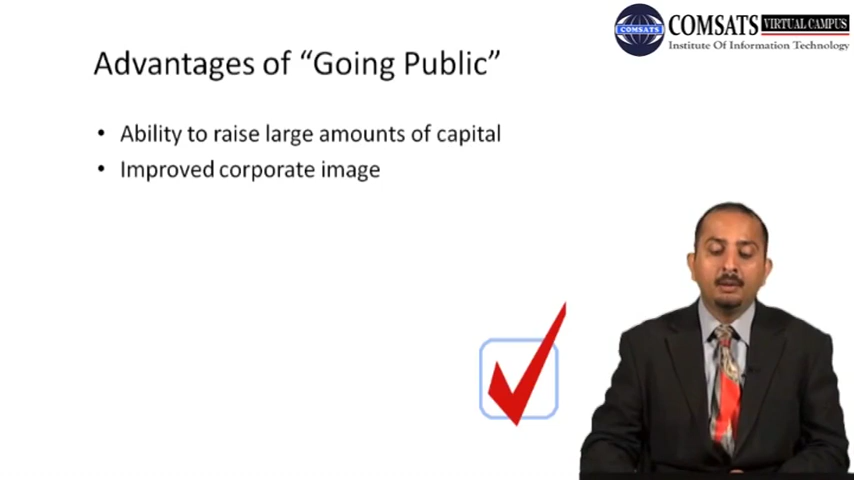 COMSATS VIRTUAL CAMPUS
Institute Of Information Technology
COMSATS
Advantages of “Going Public”
• Ability to raise large amounts of capital
• Improved corporate image